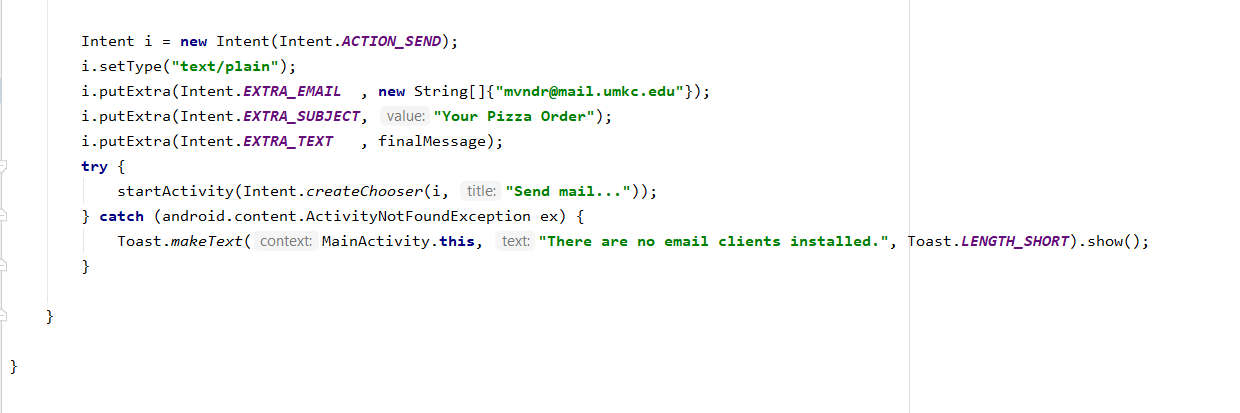 Intent i = new Intent(Intent.ACTION_SEND);
i.setType("text/plain");
i.putExtra(Intent.EXTRA_EMAIL  , new String[]{"mvndr@mail.umkc.edu"});
i.putExtra(Intent.EXTRA_SUBJECT, value: "Your Pizza Order");
i.putExtra(Intent.EXTRA_TEXT   , finalMessage);
try {
    startActivity(Intent.createChooser(i, title: "Send mail..."));
} catch (android.content.ActivityNotFoundException ex) {
    Toast.makeText( context: MainActivity.this, text: "There are no email clients installed.", Toast.LENGTH_SHORT).show();
}
}
}